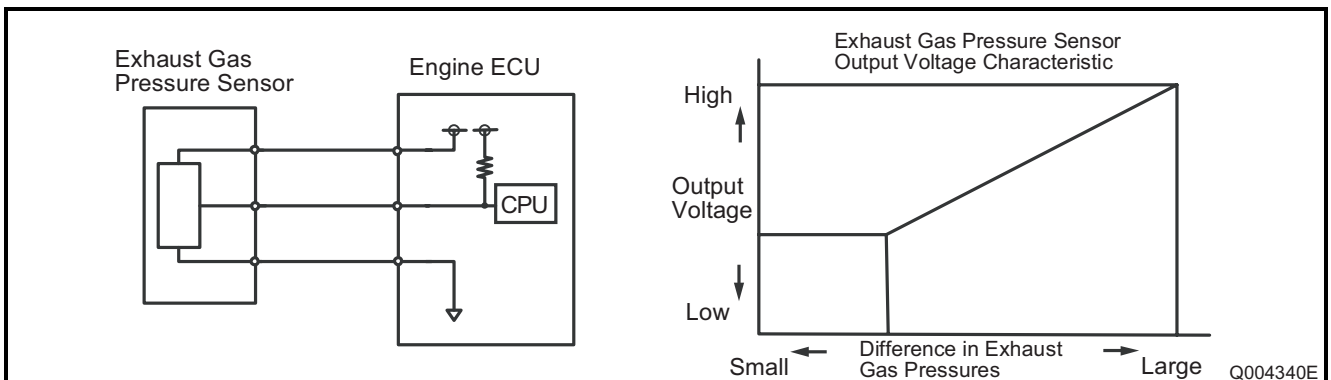 Exhaust Gas
Pressure Sensor
Engine ECU
CPU
Exhaust Gas Pressure Sensor
Output Voltage Characteristic
High
Output
Voltage
Low
Small
Difference in Exhaust
Gas Pressures
Large
Q004340E